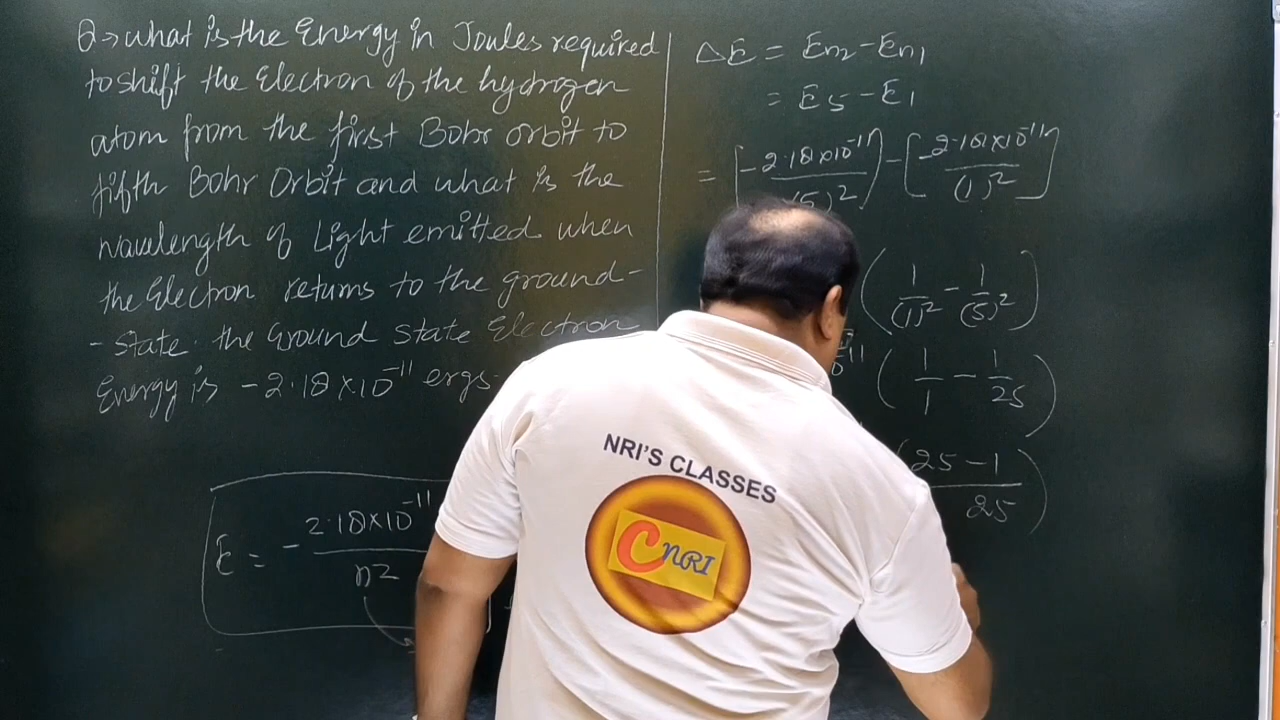 Q→ what is the Energy in Joules required
to shift the Electron of the hydrogen
atom from the first Bohr orbit to
fifth Bohr Orbit and what is the
wavelength of Light emitted when
the Electron returns to the ground-
-state. the Ground state Electron
Energy is -2.18×10⁻¹¹ ergs.
E = -2.18×10⁻¹¹/n²
ΔE = En₂ - En₁
= E₅ - E₁
= [-2.18×10⁻¹¹/(5)²] - [-2.18×10⁻¹¹/(1)²]
(1/(1)² - 1/(5)²)
(1/1 - 1/25)
(25-1/25)
NRI'S CLASSES
CNRI